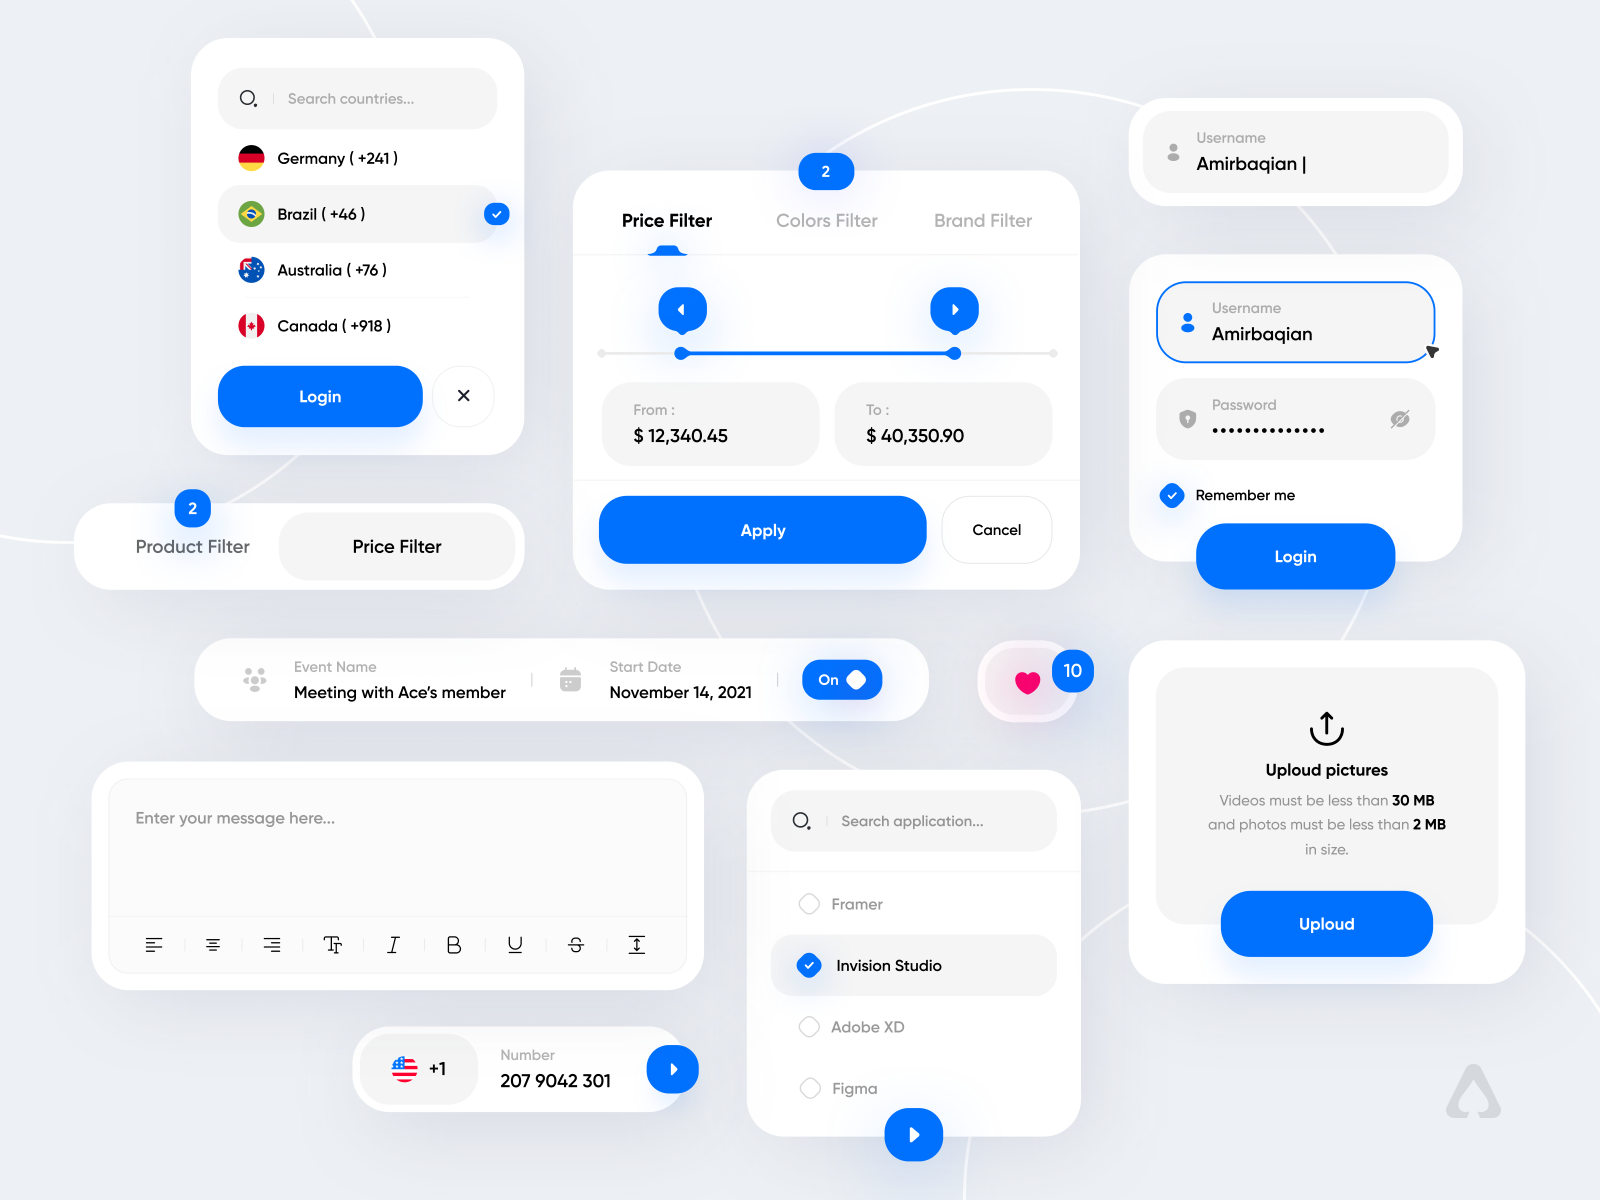 Search countries...
Germany ( +241 )
Brazil ( +46 )
Australia ( +76 )
Canada ( +918 )
Login
2
Product Filter
Price Filter
2
Price Filter
Colors Filter
Brand Filter
From :
$ 12,340.45
To :
$ 40,350.90
Apply
Cancel
Username
Amirbaqian |
Username
Amirbaqian
Password
Remember me
Login
Event Name
Meeting with Ace’s member
Start Date
November 14, 2021
On
10
Uploud pictures
Videos must be less than 30 MB
and photos must be less than 2 MB
in size.
Uploud
Enter your message here...
Search application...
Framer
Invision Studio
Adobe XD
Figma
+1
Number
207 9042 301